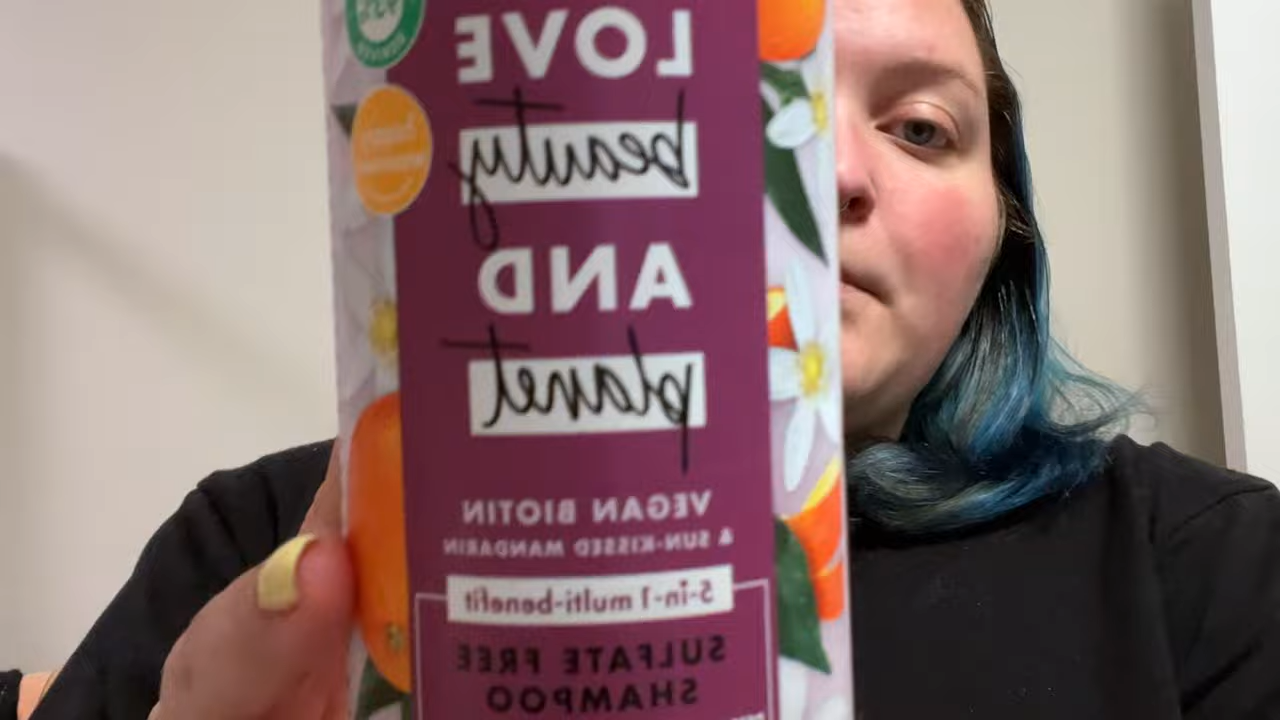 LOVE
beauty
AND
planet
VEGAN BIOTIN
& SUN-KISSED MANDARIN
5-in-1 multi-benefit
SULFATE FREE
SHAMPOO